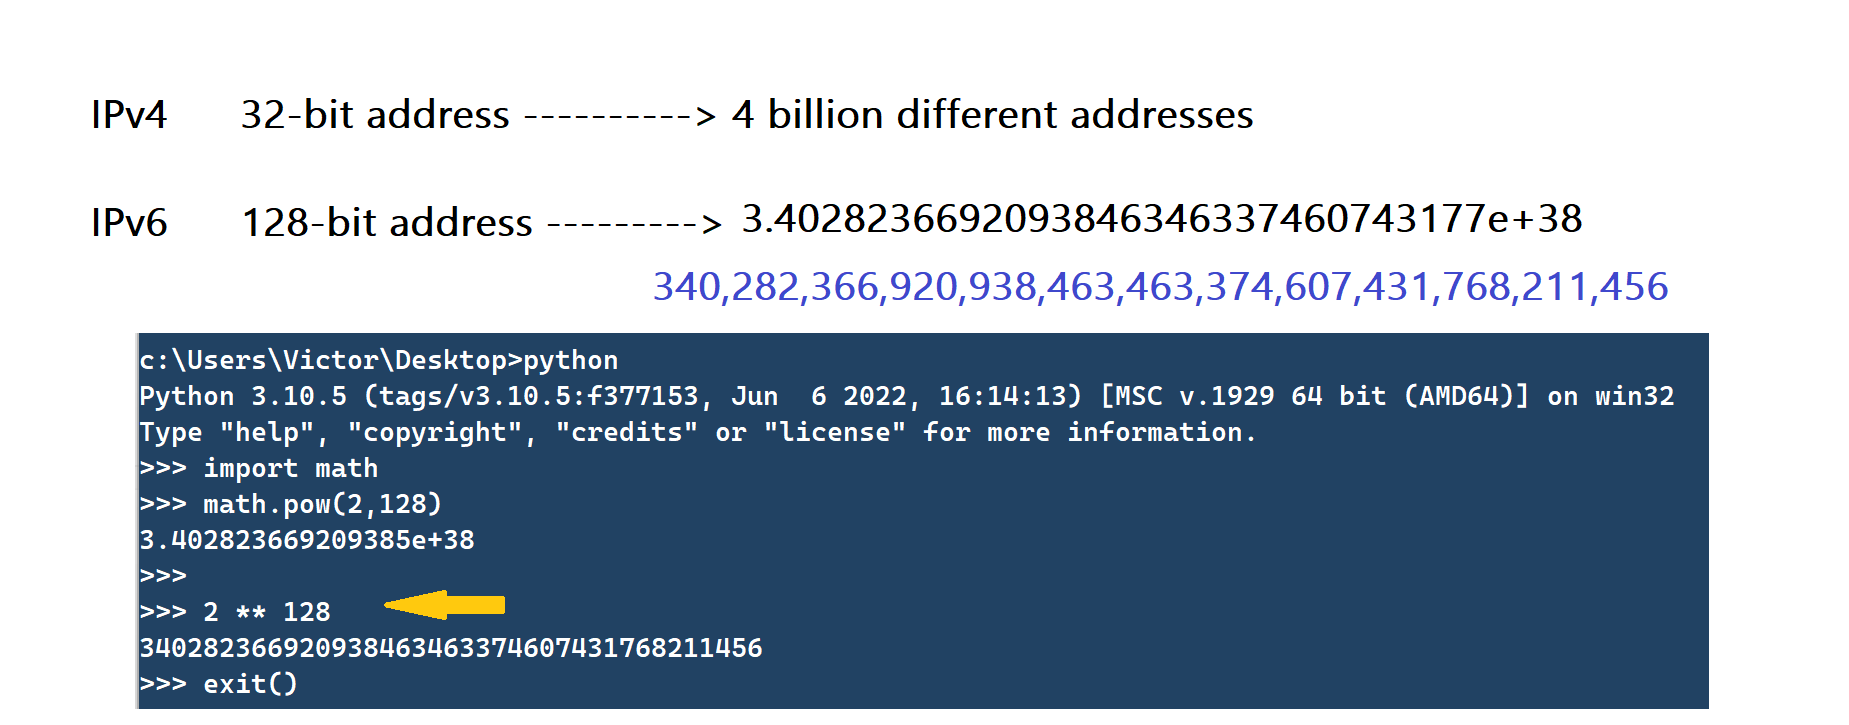 IPv4 32-bit address ----------> 4 billion different addresses
IPv6 128-bit address ---------> 3.4028236692093846346337460743177e+38
340,282,366,920,938,463,463,374,607,431,768,211,456
c:\Users\Victor\Desktop>python
Python 3.10.5 (tags/v3.10.5:f377153, Jun  6 2022, 16:14:13) [MSC v.1929 64 bit (AMD64)] on win32
Type "help", "copyright", "credits" or "license" for more information.
>>> import math
>>> math.pow(2,128)
3.402823669209385e+38
>>>
>>> 2 ** 128
340282366920938463463374607431768211456
>>> exit()